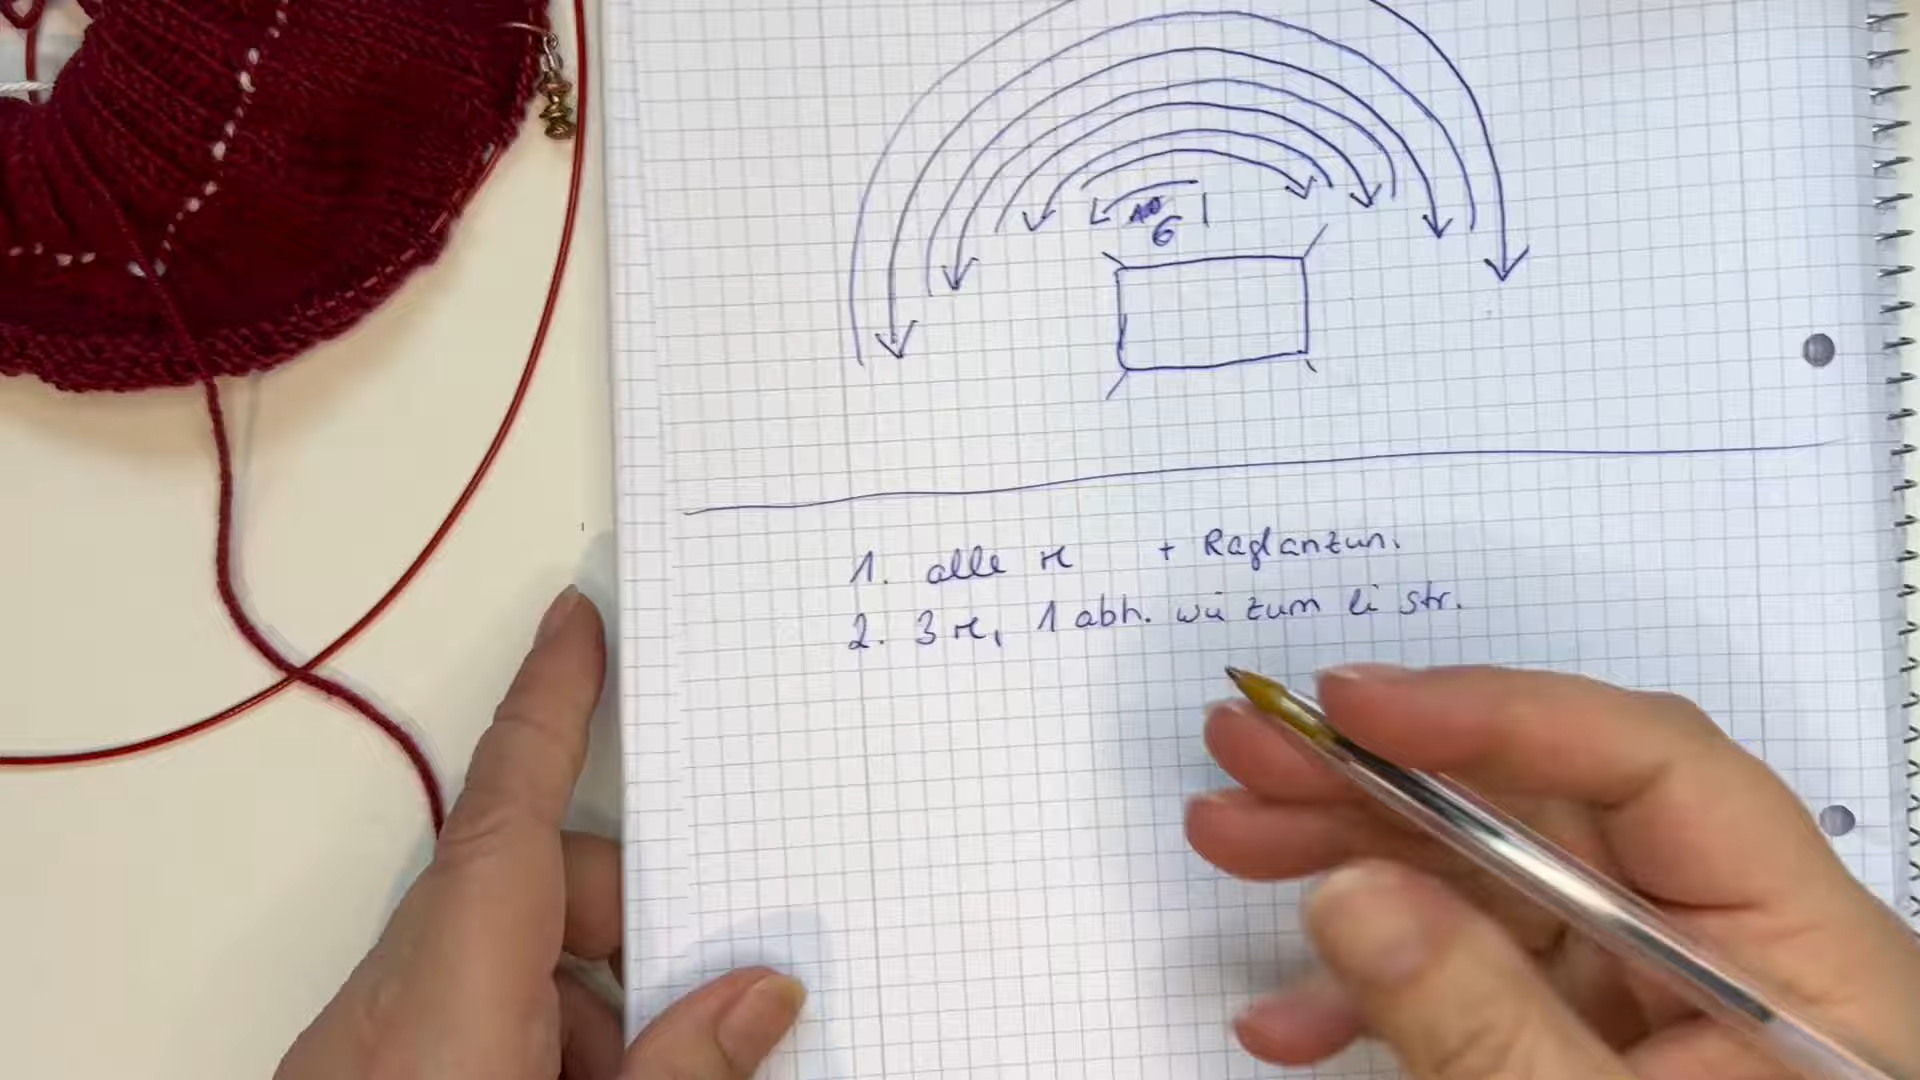 6
1. alle re + Raglanzun.
2. 3 re, 1 abh. wie zum li str.